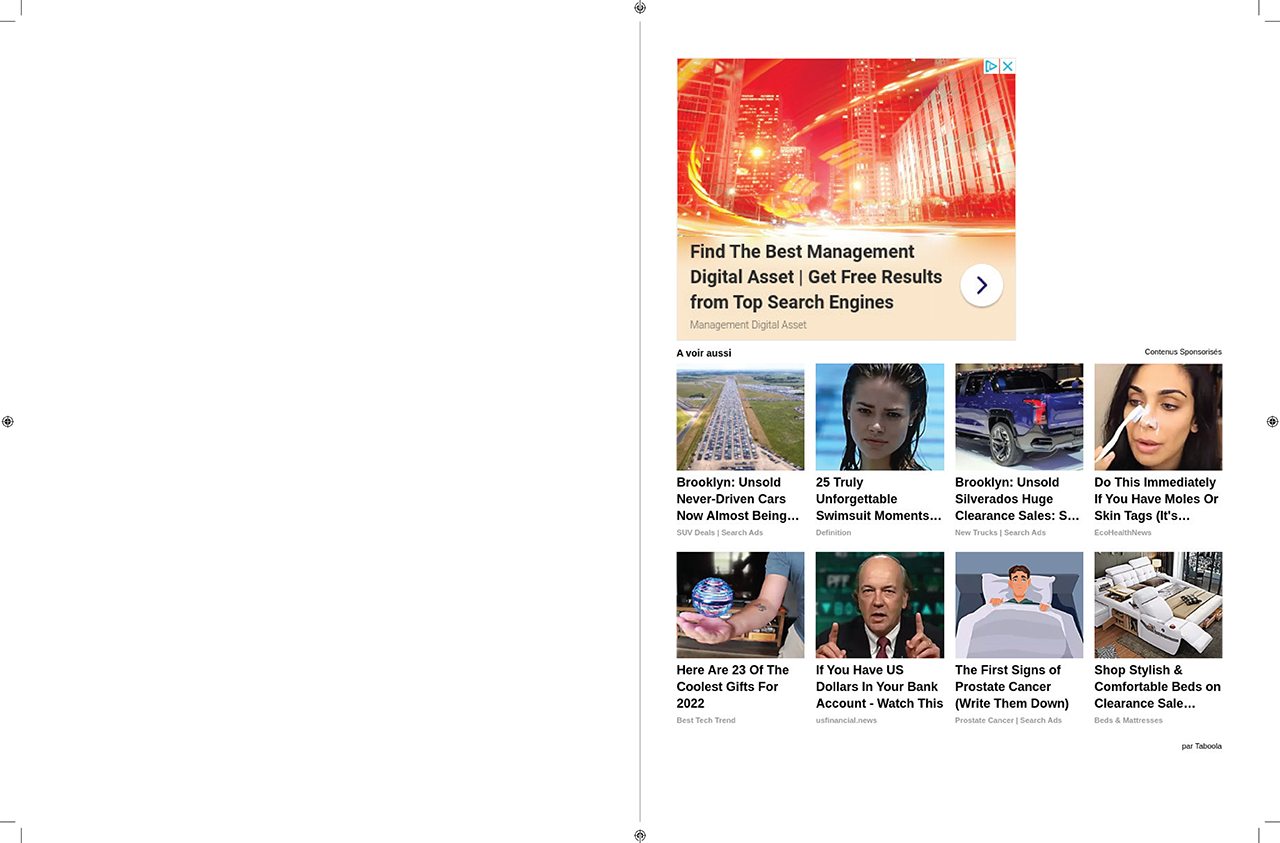 Find The Best Management
Digital Asset | Get Free Results
from Top Search Engines
Management Digital Asset
A voir aussi
Contenus Sponsorisés
Brooklyn: Unsold
Never-Driven Cars
Now Almost Being…
SUV Deals | Search Ads
25 Truly
Unforgettable
Swimsuit Moments…
Definition
Brooklyn: Unsold
Silverados Huge
Clearance Sales: S…
New Trucks | Search Ads
Do This Immediately
If You Have Moles Or
Skin Tags (It's…
EcoHealthNews
Here Are 23 Of The
Coolest Gifts For
2022
Best Tech Trend
If You Have US
Dollars In Your Bank
Account - Watch This
usfinancial.news
The First Signs of
Prostate Cancer
(Write Them Down)
Prostate Cancer | Search Ads
Shop Stylish &
Comfortable Beds on
Clearance Sale…
Beds & Mattresses
par Taboola